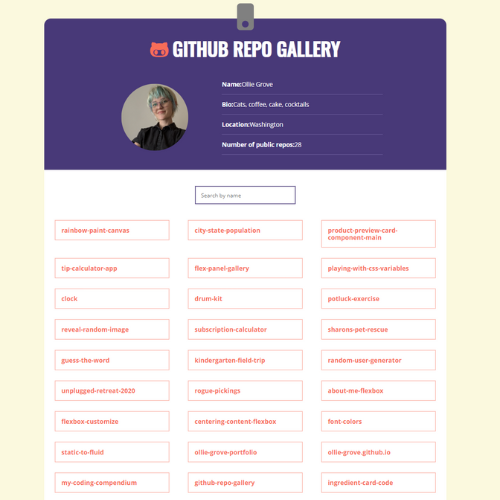 GITHUB REPO GALLERY
Name:Ollie Grove
Bio:Cats, coffee, cake, cocktails
Location:Washington
Number of public repos:28
Search by name
rainbow-paint-canvas
city-state-population
product-preview-card-
component-main
tip-calculator-app
flex-panel-gallery
playing-with-css-variables
clock
drum-kit
potluck-exercise
reveal-random-image
subscription-calculator
sharons-pet-rescue
guess-the-word
kindergarten-field-trip
random-user-generator
unplugged-retreat-2020
rogue-pickings
about-me-flexbox
flexbox-customize
centering-content-flexbox
font-colors
static-to-fluid
ollie-grove-portfolio
ollie-grove.github.io
my-coding-compendium
github-repo-gallery
ingredient-card-code